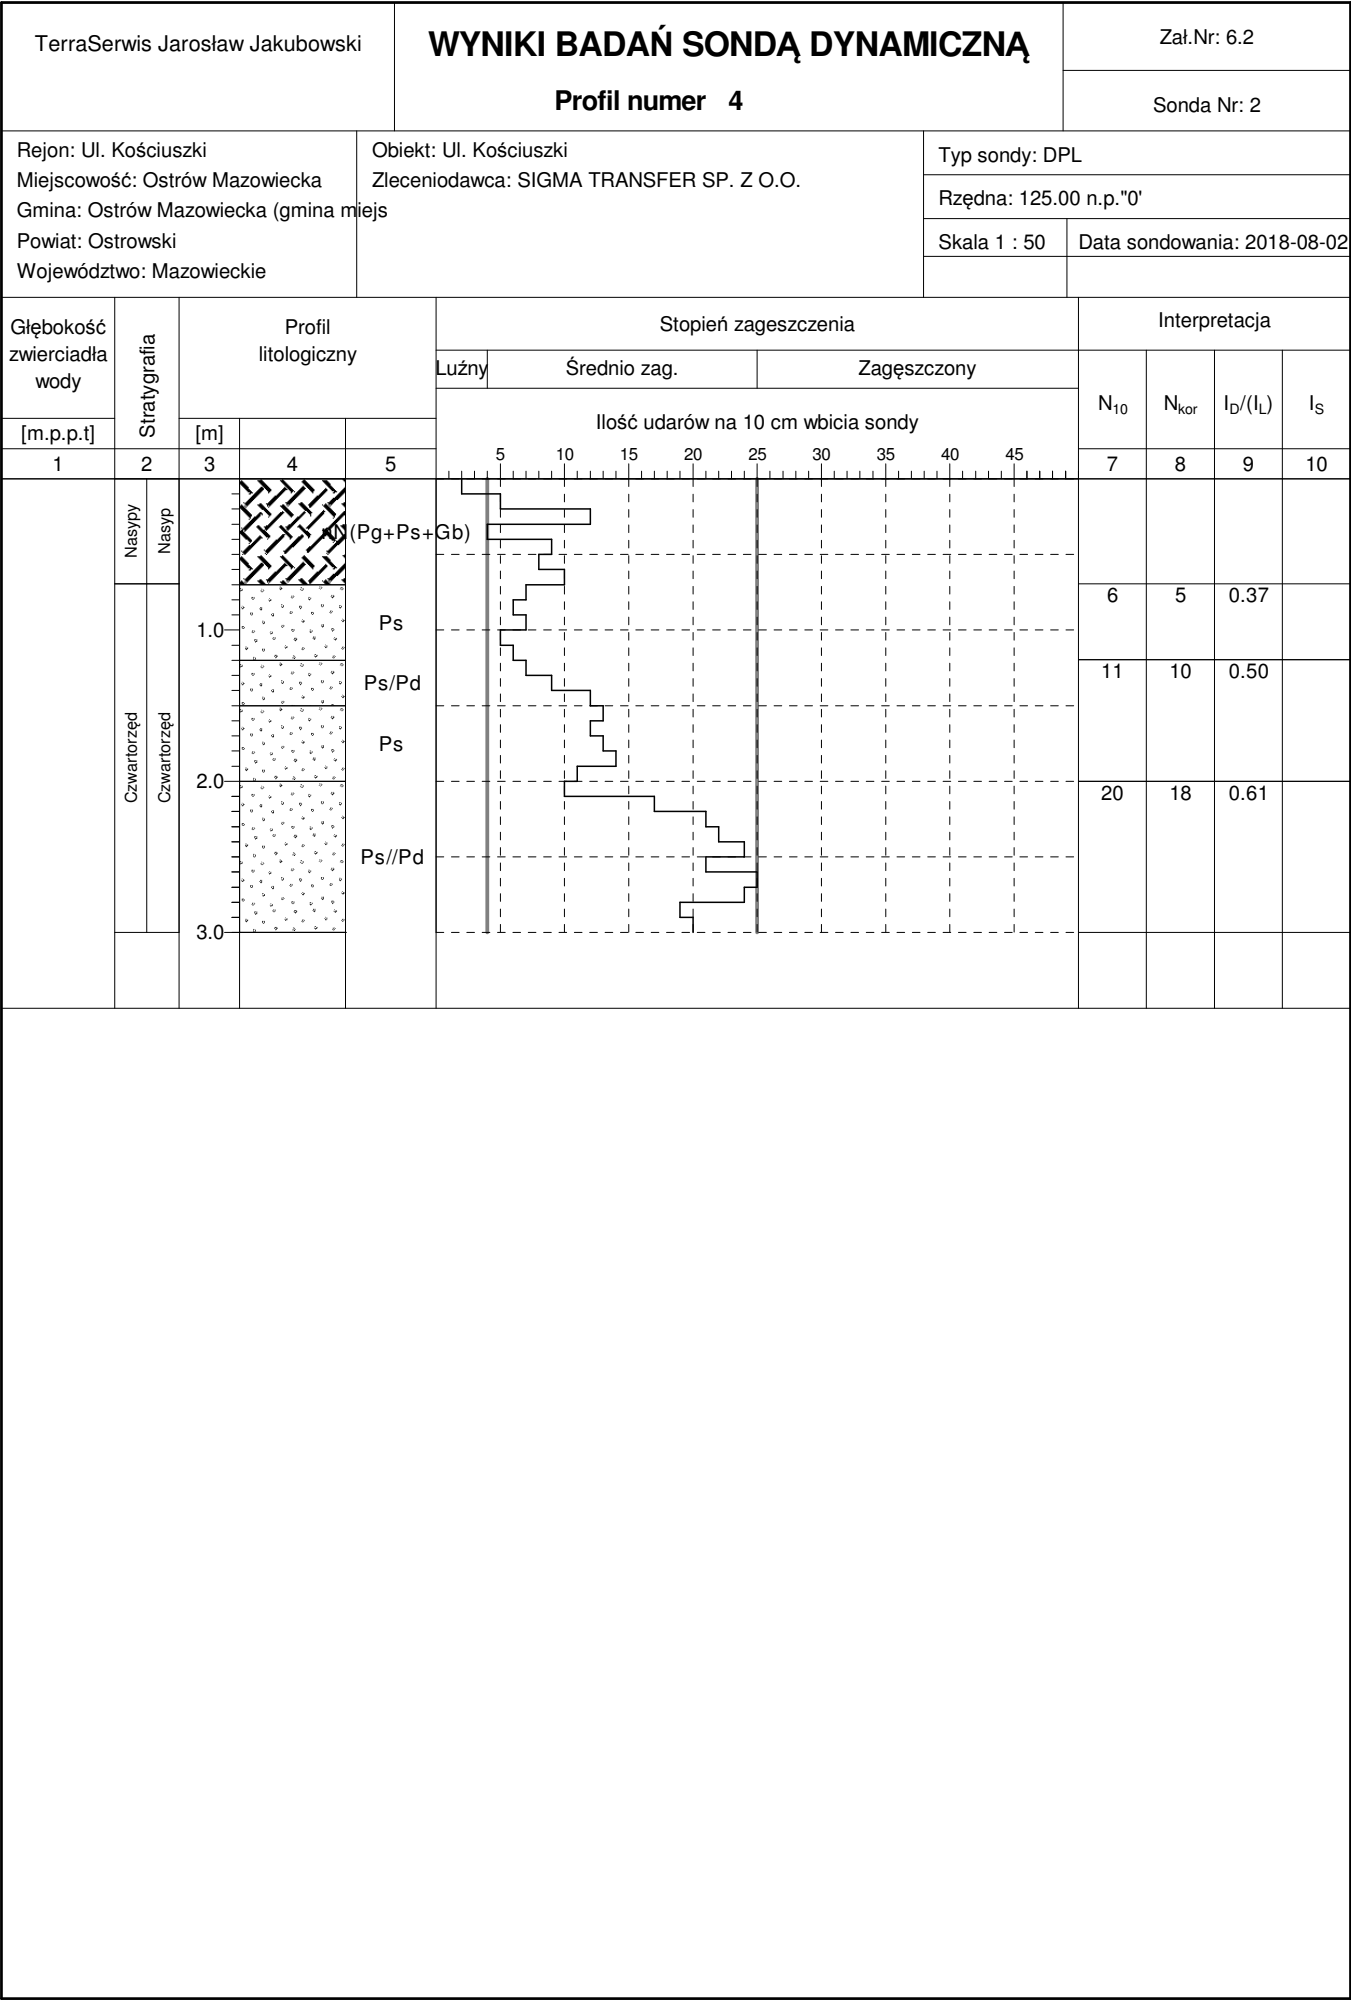 TerraSerwis Jarosław Jakubowski
WYNIKI BADAŃ SONDĄ DYNAMICZNĄ
Profil numer 4
Zał.Nr: 6.2
Sonda Nr: 2
Rejon: Ul. Kościuszki
Miejscowość: Ostrów Mazowiecka
Gmina: Ostrów Mazowiecka (gmina miejs
Powiat: Ostrowski
Województwo: Mazowieckie
Obiekt: Ul. Kościuszki
Zleceniodawca: SIGMA TRANSFER SP. Z O.O.
Typ sondy: DPL
Rzędna: 125.00 n.p."0'
Skala 1 : 50
Data sondowania: 2018-08-02
Głębokość
zwierciadła
wody
[m.p.p.t]
Stratygrafia
Profil
litologiczny
[m]
Stopień zageszczenia
Luźny
Średnio zag.
Zagęszczony
Ilość udarów na 10 cm wbicia sondy
5 10 15 20 25 30 35 40 45
Interpretacja
N10 Nkor ID/(IL) IS
1 2 3 4 5 7 8 9 10
Nasypy
Nasyp
(Pg+Ps+Gb)
Czwartorzęd
Czwartorzęd
1.0
Ps
6 5 0.37
Ps/Pd
11 10 0.50
Ps
2.0
20 18 0.61
Ps//Pd
3.0